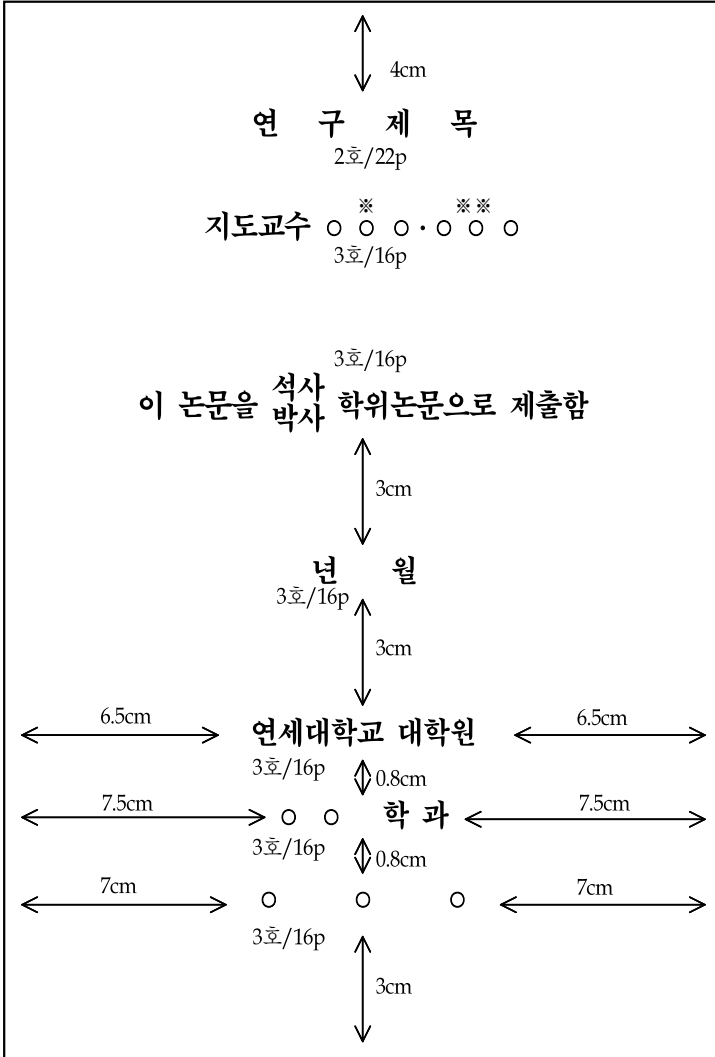 4cm
연 구 제 목
2호/22p
※ ※※
지도교수 ○ ○ ○·○ ○ ○
3호/16p
3호/16p
이 논문을 석사 학위논문으로 제출함
박사
3cm
년 월
3호/16p
3cm
6.5cm 연세대학교 대학원 6.5cm
3호/16p 0.8cm
7.5cm ○ ○ 학 과 7.5cm
3호/16p 0.8cm
7cm ○ ○ ○ 7cm
3호/16p
3cm